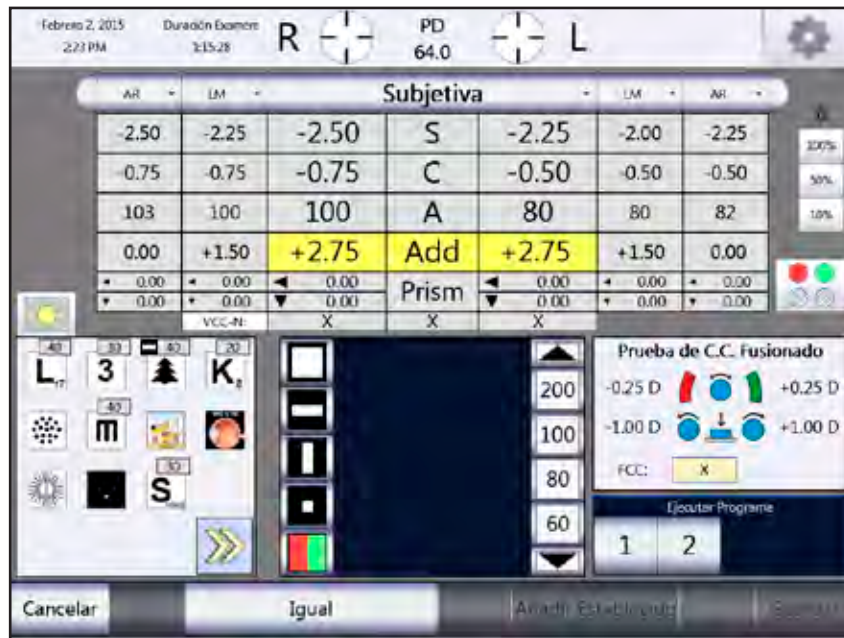 Febrero 2, 2015 Duración Examen R PD L
2:23 PM 1:15:28 64.0
AR LM Subjetiva LM AR
-2.50 -2.25 -2.50 S -2.25 -2.00 -2.25
-0.75 -0.75 -0.75 C -0.50 -0.50 -0.50
103 100 100 A 80 80 82
0.00 +1.50 +2.75 Add +2.75 +1.50 0.00
0.00 0.00 0.00 Prism 0.00 0.00 0.00
0.00 0.00 0.00 0.00 0.00 0.00
VCC-N: X X X
100%
50%
10%
40 30 40 20
L 3 K
40
m
30
S
200
100
80
60
Prueba de C.C. Fusionado
-0.25 D +0.25 D
-1.00 D +1.00 D
FCC: X
Ejecutar Programa
1 2
Cancelar Igual Añadir Establecido